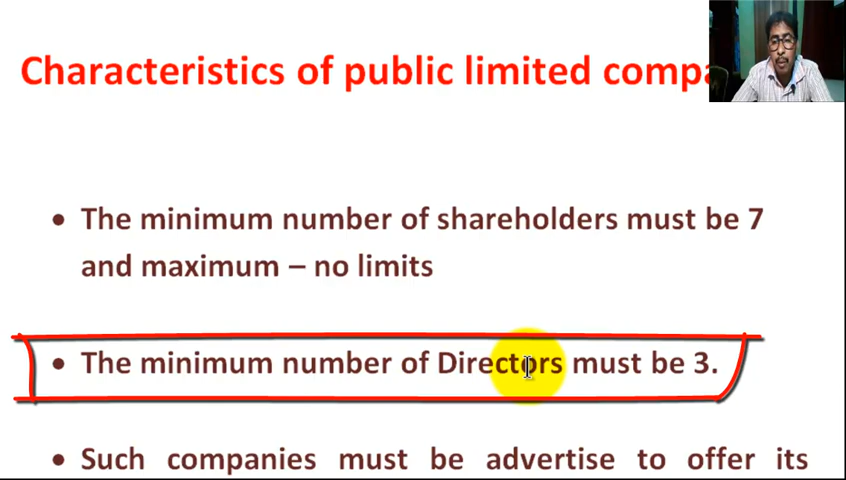 Characteristics of public limited comp
• The minimum number of shareholders must be 7
and maximum – no limits
• The minimum number of Directors must be 3.
• Such companies must be advertise to offer its